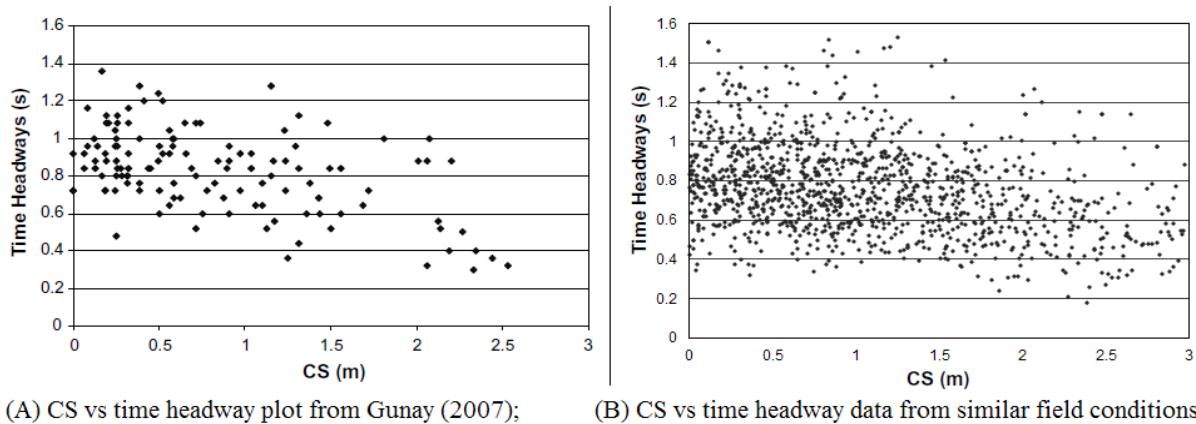 1.6
1.4
1.2
1
0.8
0.6
0.4
0.2
0
Time Headways (s)
0 0.5 1 1.5 2 2.5 3
CS (m)
1.6
1.4
1.2
1
0.8
0.6
0.4
0.2
0
Time Headways (s)
0 0.5 1 1.5 2 2.5 3
CS (m)
(A) CS vs time headway plot from Gunay (2007);
(B) CS vs time headway data from similar field conditions